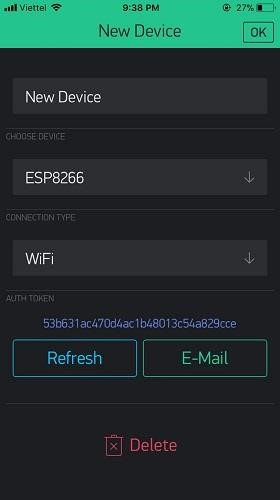 Viettel 9:38 PM 27%
New Device OK
New Device
CHOOSE DEVICE
ESP8266
CONNECTION TYPE
WiFi
AUTH TOKEN
53b631ac470d4ac1b48013c54a829cce
Refresh E-Mail
Delete